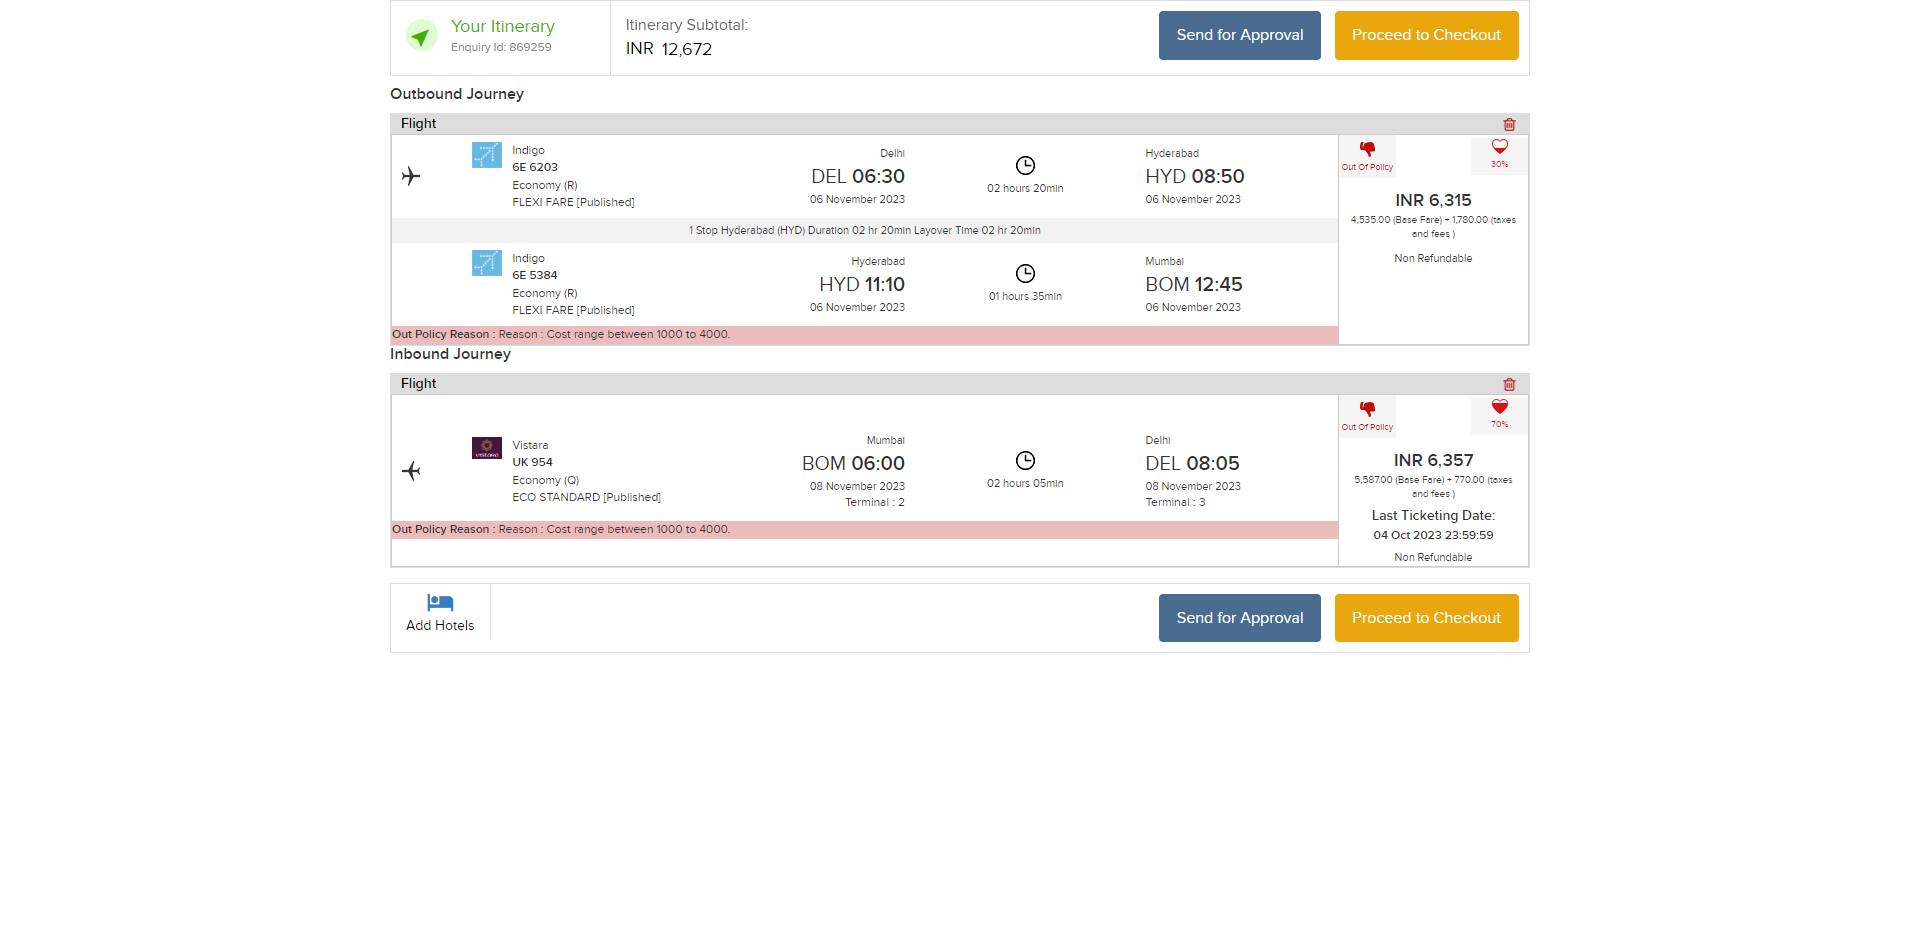 Your Itinerary
Enquiry Id: 869259
Itinerary Subtotal:
INR 12,672
Send for Approval
Proceed to Checkout
Outbound Journey
Flight
Indigo
6E 6203
Economy (R)
FLEXI FARE [Published]
Delhi
DEL 06:30
06 November 2023
02 hours 20min
Hyderabad
HYD 08:50
06 November 2023
Out Of Policy
30%
INR 6,315
4,535.00 (Base Fare) + 1,780.00 (taxes
and fees )
Non Refundable
1 Stop Hyderabad (HYD) Duration 02 hr 20min Layover Time 02 hr 20min
Indigo
6E 5384
Economy (R)
FLEXI FARE [Published]
Hyderabad
HYD 11:10
06 November 2023
01 hours 35min
Mumbai
BOM 12:45
06 November 2023
Out Policy Reason : Reason : Cost range between 1000 to 4000.
Inbound Journey
Flight
vistara
Vistara
UK 954
Economy (Q)
ECO STANDARD [Published]
Mumbai
BOM 06:00
08 November 2023
Terminal : 2
02 hours 05min
Delhi
DEL 08:05
08 November 2023
Terminal : 3
Out Of Policy
70%
INR 6,357
5,587.00 (Base Fare) + 770.00 (taxes
and fees )
Last Ticketing Date:
04 Oct 2023 23:59:59
Non Refundable
Out Policy Reason : Reason : Cost range between 1000 to 4000.
Add Hotels
Send for Approval
Proceed to Checkout